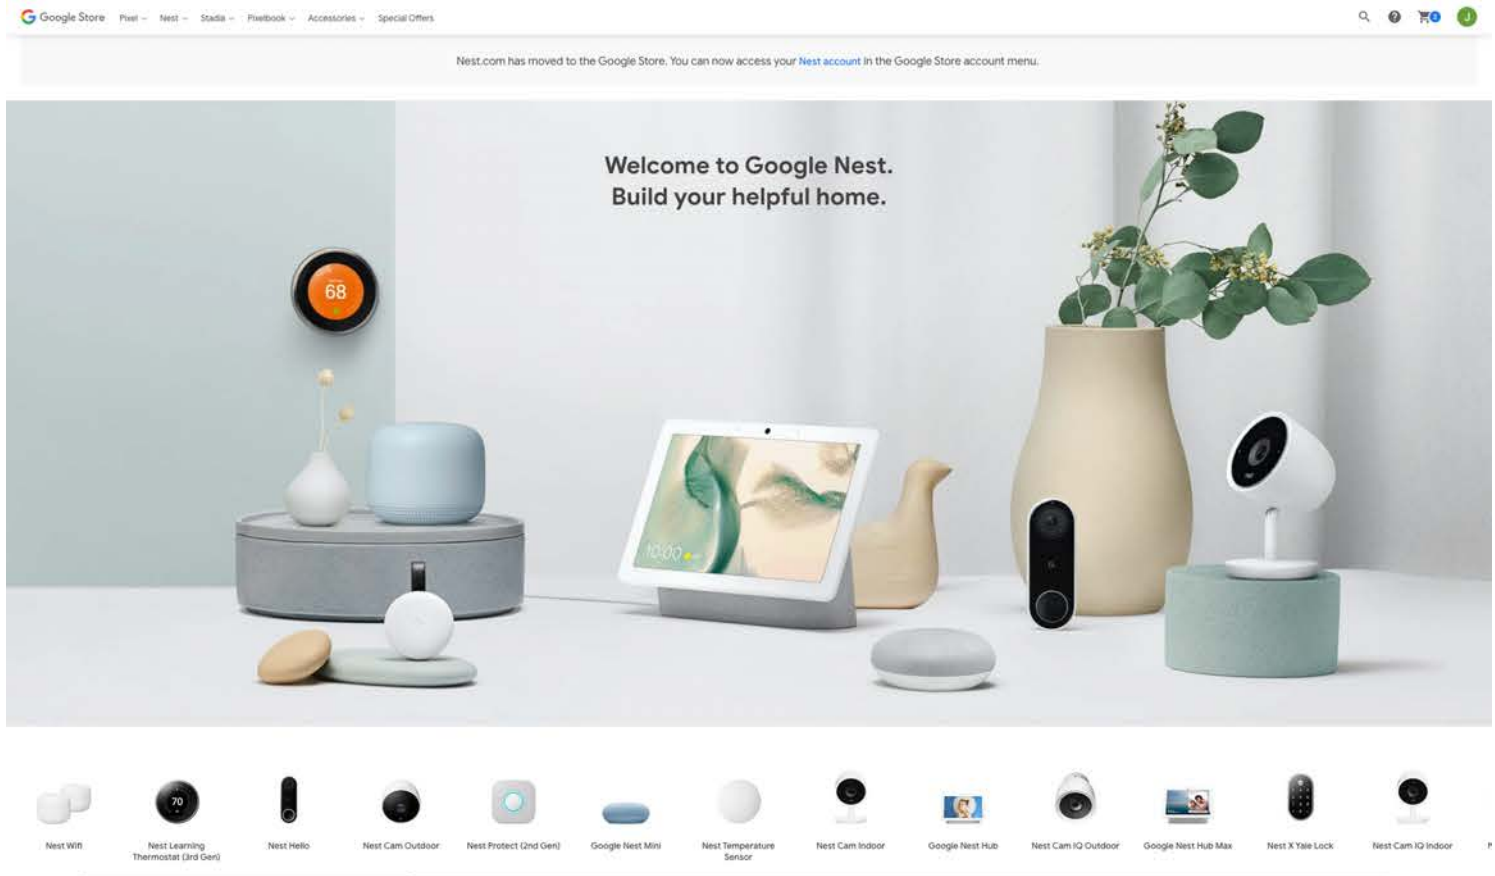 Google Store Pixel Nest Stadia Pixelbook Accessories Special Offers 2 J
Nest.com has moved to the Google Store. You can now access your Nest account in the Google Store account menu.
Welcome to Google Nest.
Build your helpful home.
68
10:00
70
Nest Wifi
Nest Learning
Thermostat (3rd Gen)
Nest Hello
Nest Cam Outdoor
Nest Protect (2nd Gen)
Google Nest Mini
Nest Temperature
Sensor
Nest Cam Indoor
Google Nest Hub
Nest Cam IQ Outdoor
Google Nest Hub Max
Nest X Yale Lock
Nest Cam IQ Indoor